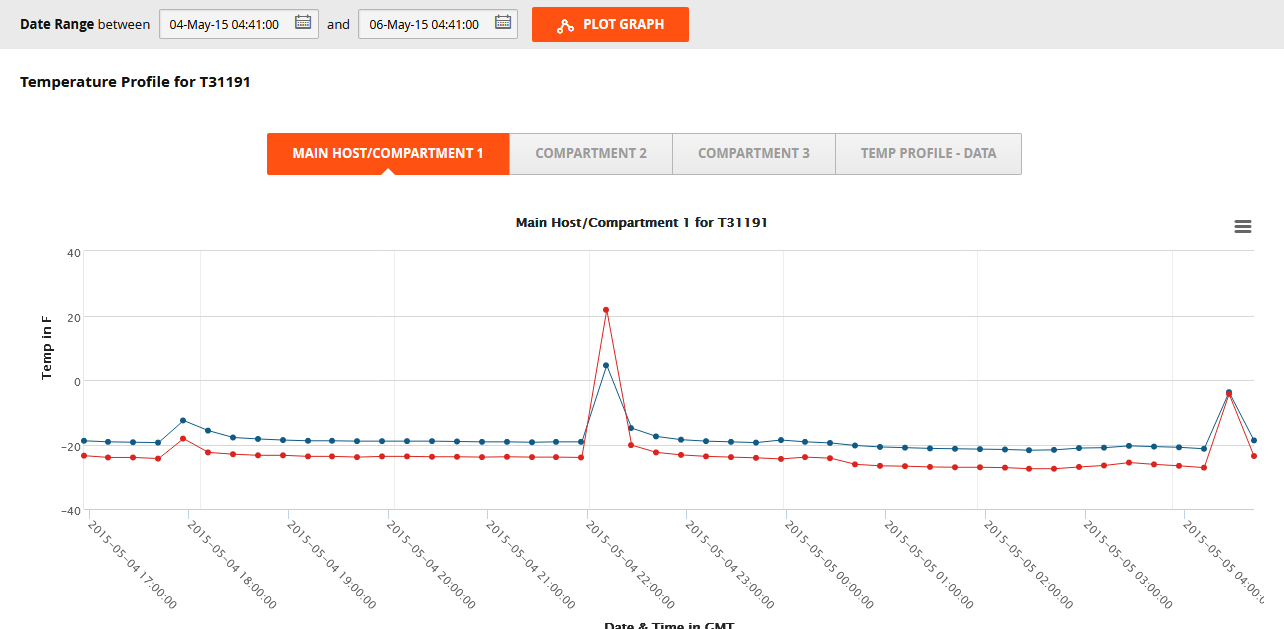 Date Range between 04-May-15 04:41:00 and 06-May-15 04:41:00 PLOT GRAPH
Temperature Profile for T31191
MAIN HOST/COMPARTMENT 1 COMPARTMENT 2 COMPARTMENT 3 TEMP PROFILE - DATA
Main Host/Compartment 1 for T31191
Temp in F
40
20
0
−20
−40
2015−05−04 17:00:00
2015−05−04 18:00:00
2015−05−04 19:00:00
2015−05−04 20:00:00
2015−05−04 21:00:00
2015−05−04 22:00:00
2015−05−04 23:00:00
2015−05−05 00:00:00
2015−05−05 01:00:00
2015−05−05 02:00:00
2015−05−05 03:00:00
2015−05−05 04:00:
Date & Time in GMT